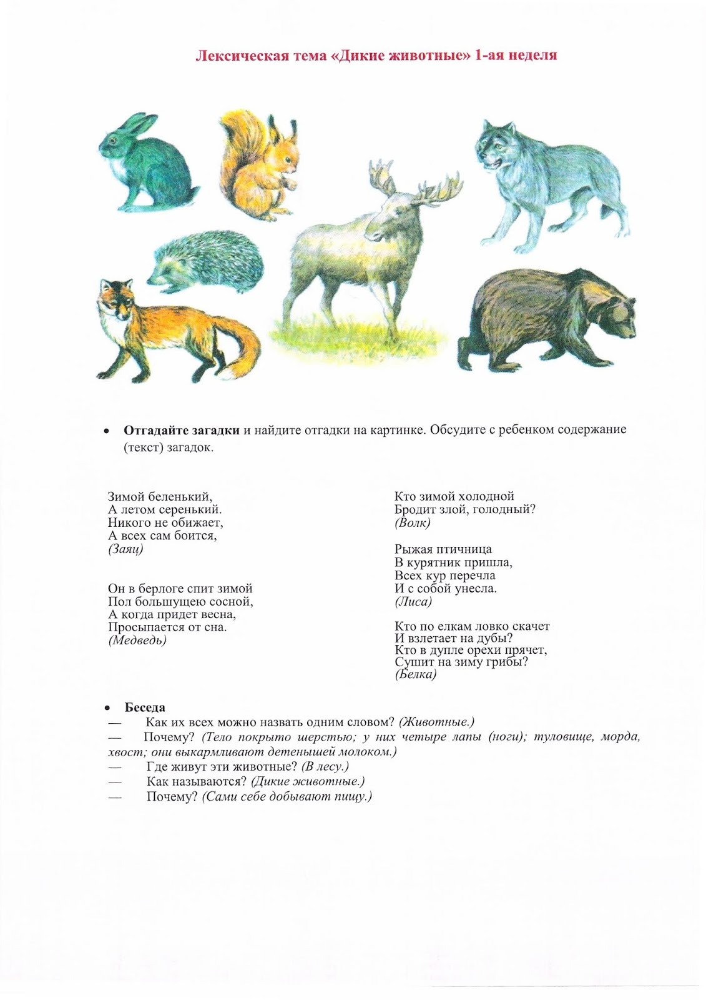 Лексическая тема «Дикие животные» 1-ая неделя
• Отгадайте загадки и найдите отгадки на картинке. Обсудите с ребенком содержание
(текст) загадок.
Зимой беленький,
А летом серенький.
Никого не обижает,
А всех сам боится,
(Заяц)
Он в берлоге спит зимой
Пол большущею сосной,
А когда придет весна,
Просыпается от сна.
(Медведь)
Кто зимой холодной
Бродит злой, голодный?
(Волк)
Рыжая птичница
В курятник пришла,
Всех кур перечла
И с собой унесла.
(Лиса)
Кто по елкам ловко скачет
И взлетает на дубы?
Кто в дупле орехи прячет,
Сушит на зиму грибы?
(Белка)
• Беседа
— Как их всех можно назвать одним словом? (Животные.)
— Почему? (Тело покрыто шерстью; у них четыре лапы (ноги); туловище, морда,
хвост; они выкармливают детенышей молоком.)
— Где живут эти животные? (В лесу.)
— Как называются? (Дикие животные.)
— Почему? (Сами себе добывают пищу.)